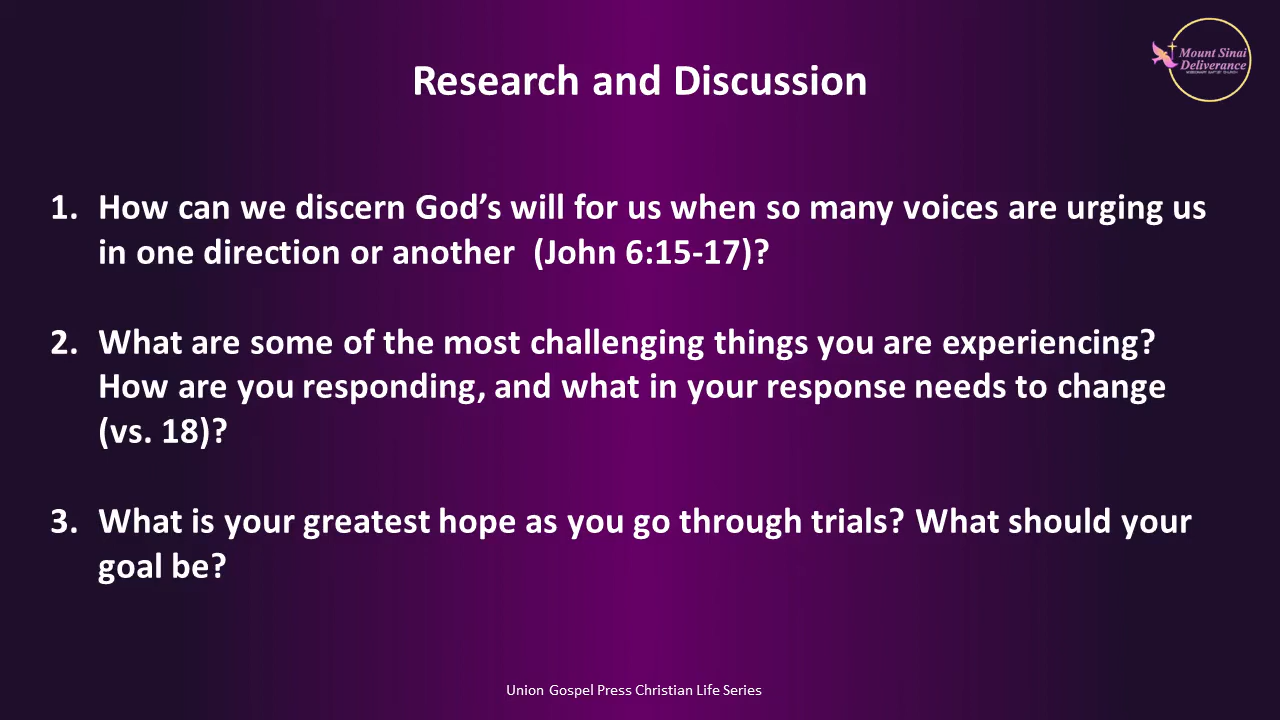 Mount Sinai
Deliverance
MISSIONARY BAPTIST CHURCH
Research and Discussion
1. How can we discern God’s will for us when so many voices are urging us
in one direction or another (John 6:15-17)?
2. What are some of the most challenging things you are experiencing?
How are you responding, and what in your response needs to change
(vs. 18)?
3. What is your greatest hope as you go through trials? What should your
goal be?
Union Gospel Press Christian Life Series